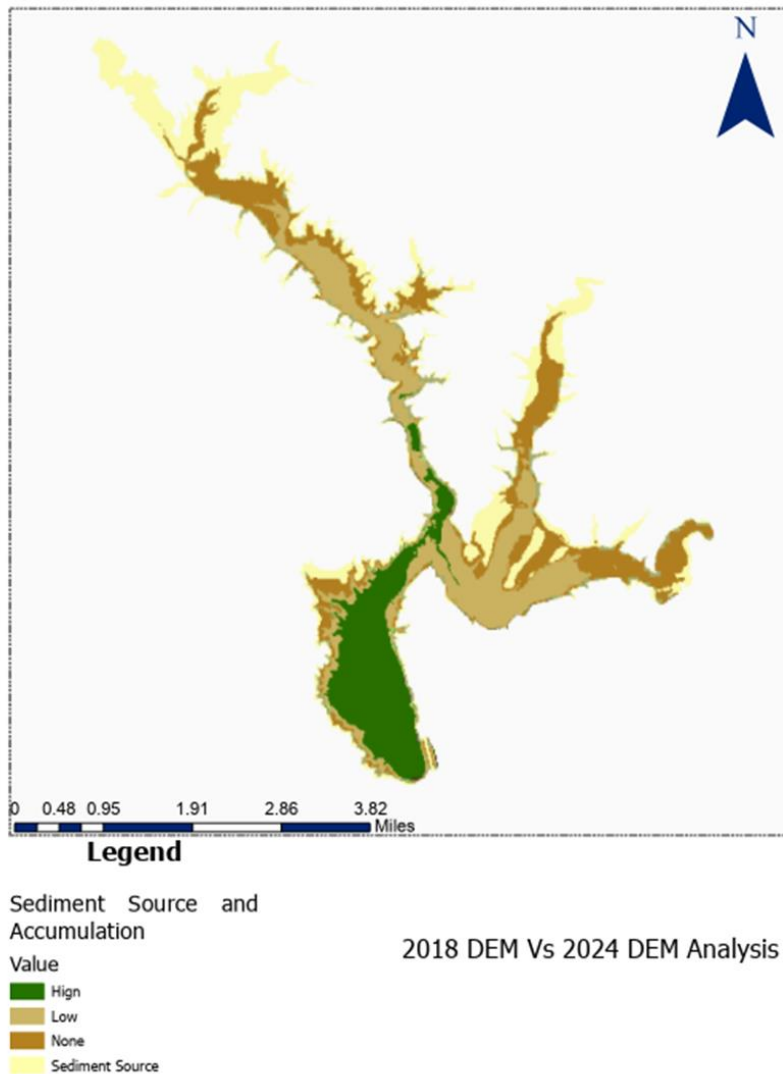 N
0 0.48 0.95 1.91 2.86 3.82
Miles
Legend
Sediment Source and
Accumulation
2018 DEM Vs 2024 DEM Analysis
Value
Hign
Low
None
Sediment Source